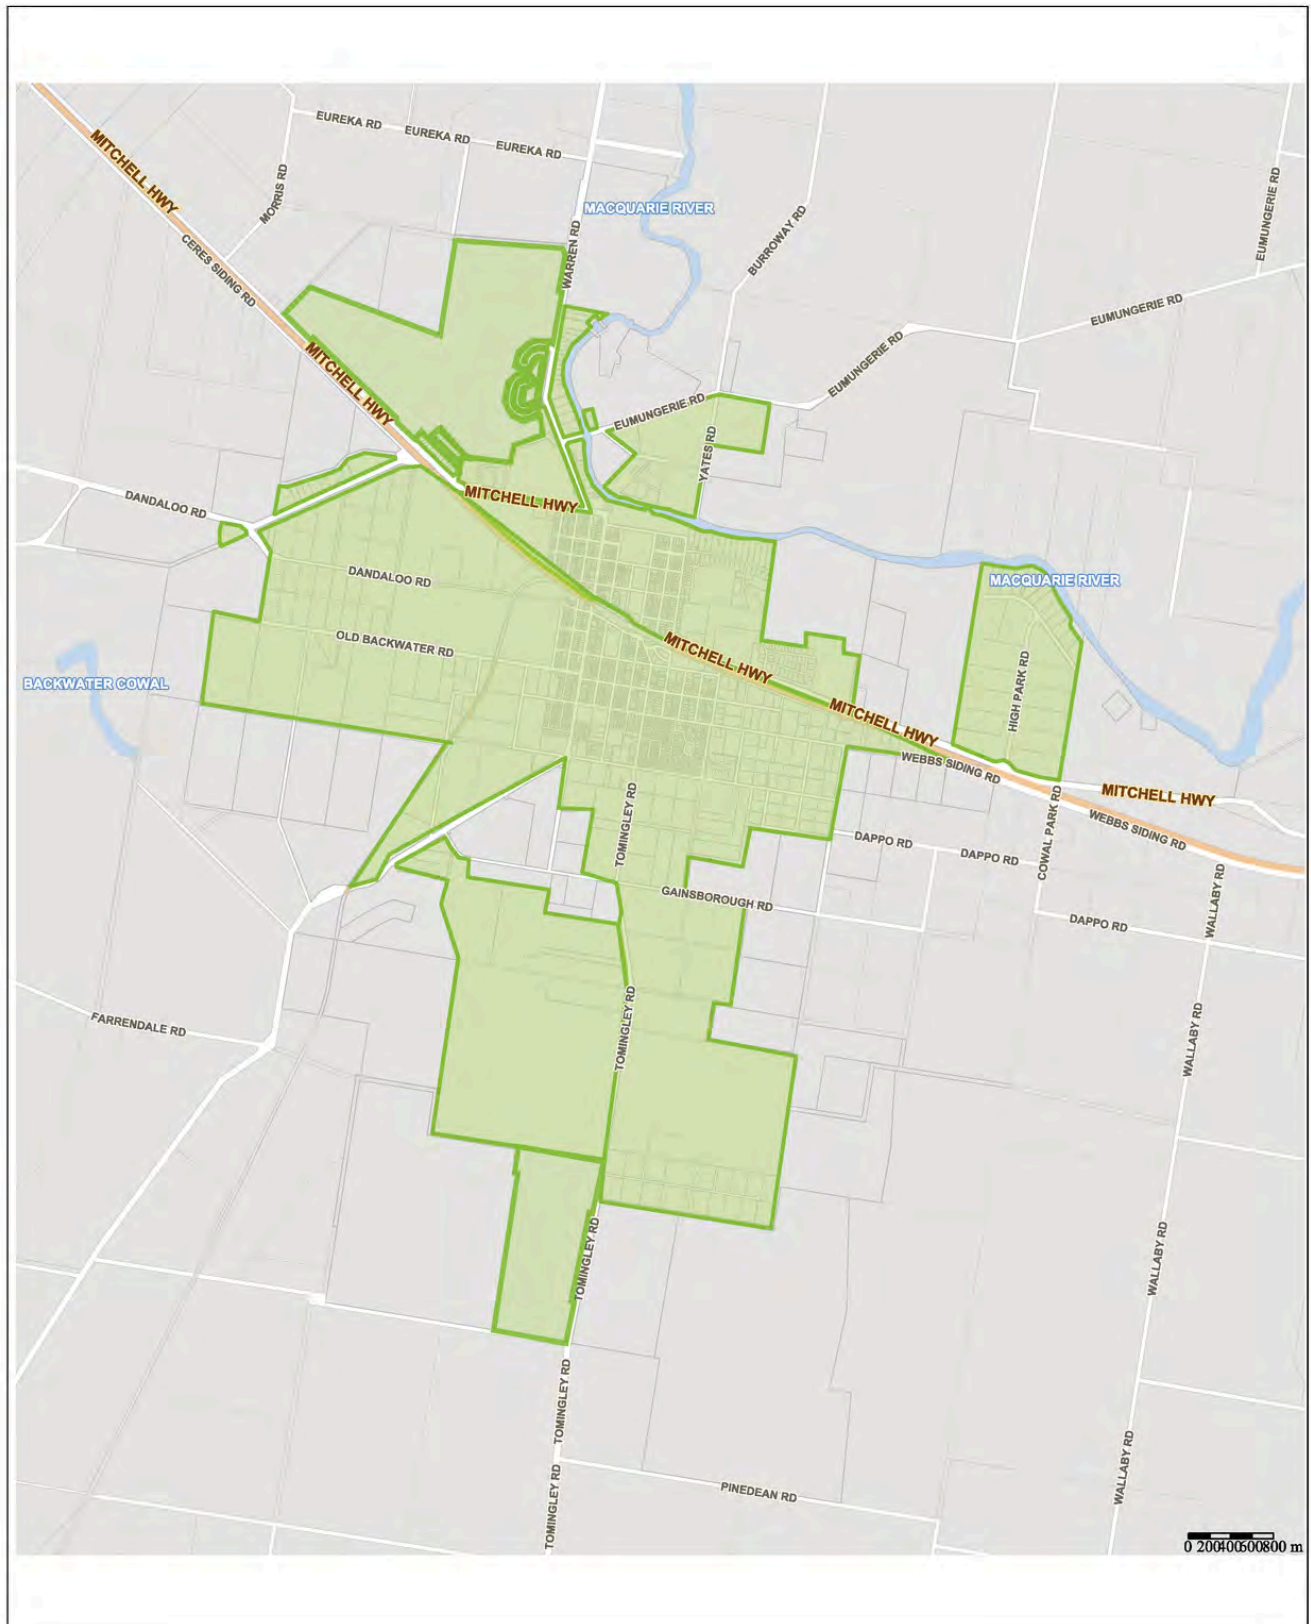 EUREKA RD
EUREKA RD
EUREKA RD
MITCHELL HWY
MORRIS RD
MACQUARIE RIVER
EUMUNGERIE RD
BURROWAY RD
WARREN RD
CERES SIDING RD
EUMUNGERIE RD
EUMUNGERIE RD
MITCHELL HWY
EUMUNGERIE RD
YATES RD
DANDALOO RD
MITCHELL HWY
DANDALOO RD
MACQUARIE RIVER
OLD BACKWATER RD
MITCHELL HWY
BACKWATER COWAL
HIGH PARK RD
MITCHELL HWY
WEBBS SIDING RD
MITCHELL HWY
TOMINGLEY RD
COWAL PARK RD
WEBBS SIDING RD
DAPPO RD
DAPPO RD
GAINSBOROUGH RD
WALLABY RD
DAPPO RD
FARRENDALE RD
TOMINGLEY RD
WALLABY RD
TOMINGLEY RD
WALLABY RD
TOMINGLEY RD
WALLABY RD
PINEDEAN RD
TOMINGLEY RD
0 200400600800 m